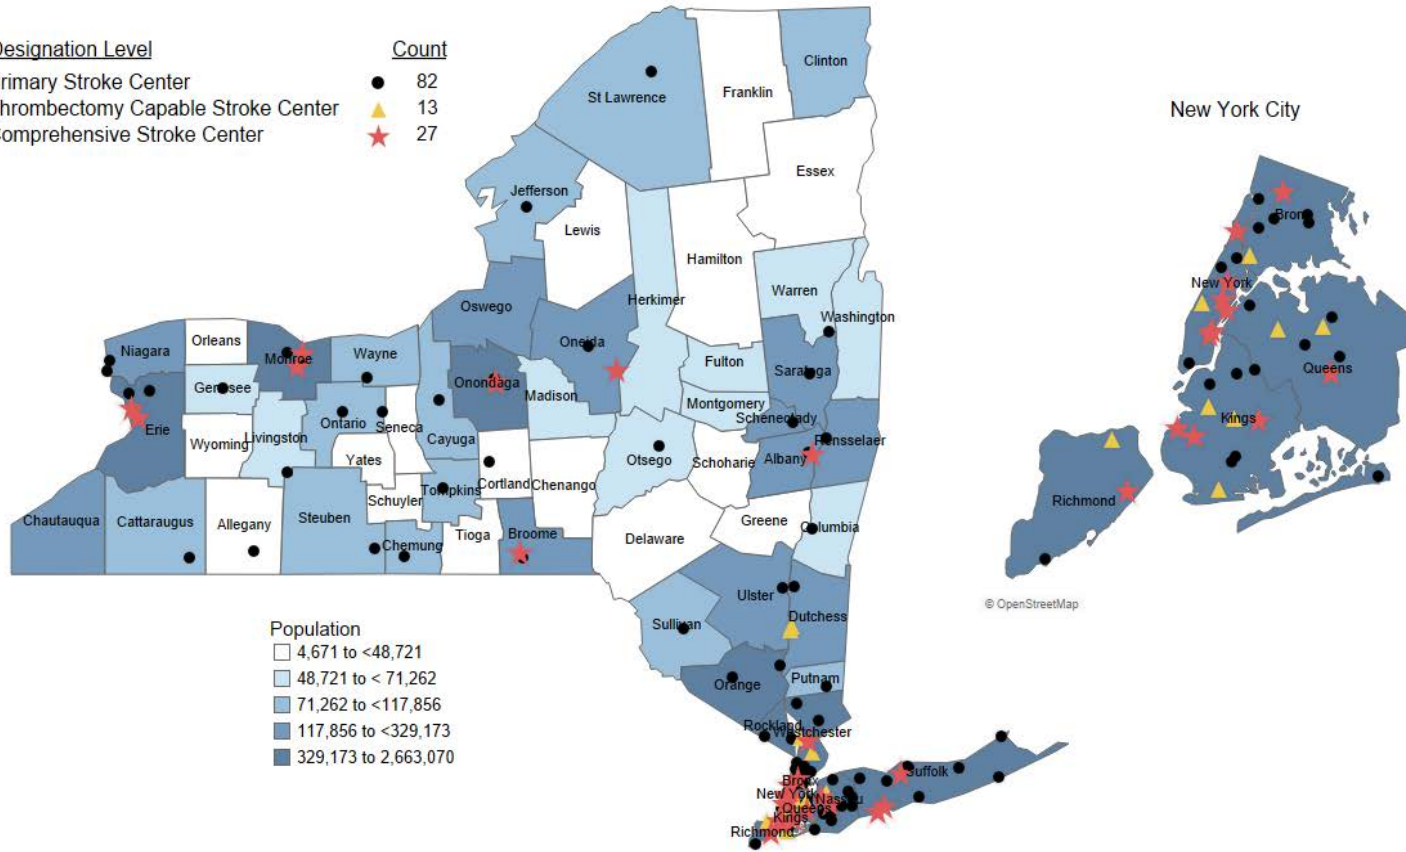 Designation Level Count
Primary Stroke Center 82
Thrombectomy Capable Stroke Center 13
Comprehensive Stroke Center 27
New York City
Clinton
Franklin
St Lawrence
Essex
Jefferson
Lewis
Hamilton
Herkimer
Warren
Washington
Oswego
Oneida
Orleans
Niagara
Monroe
Wayne
Fulton
Saratoga
Genesee
Onondaga
Madison
Montgomery
Schenectady
Ontario
Seneca
Erie
Wyoming
Livingston
Cayuga
Rensselaer
Yates
Otsego
Schoharie
Albany
Schuyler
Tompkins
Cortland
Chenango
Chautauqua
Cattaraugus
Allegany
Steuben
Chemung
Tioga
Broome
Delaware
Greene
Columbia
Ulster
Dutchess
Sullivan
Orange
Putnam
Rockland
Westchester
Suffolk
Bronx
New York
Nassau
Queens
Kings
Richmond
Bronx
New York
Queens
Kings
Richmond
© OpenStreetMap
Population
4,671 to <48,721
48,721 to < 71,262
71,262 to <117,856
117,856 to <329,173
329,173 to 2,663,070